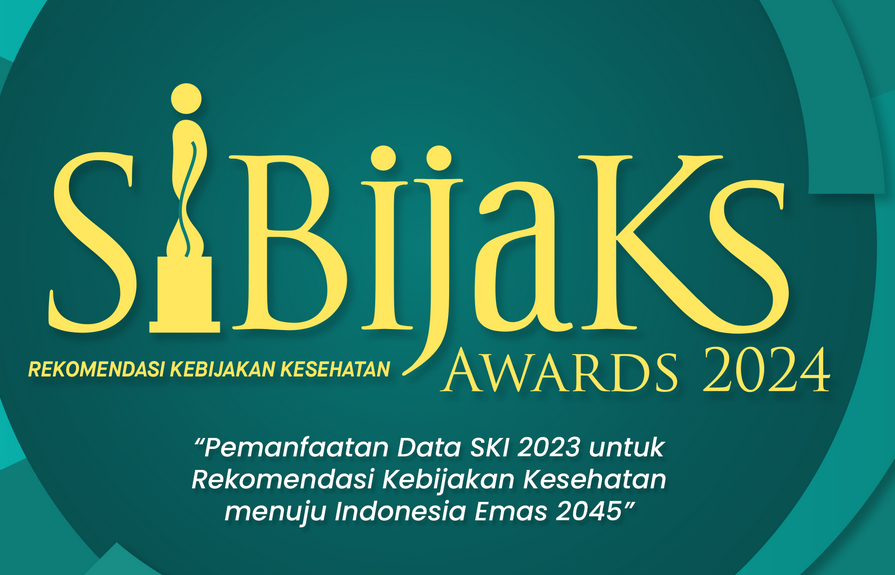 SiBijaKs
REKOMENDASI KEBIJAKAN KESEHATAN
AWARDS 2024
“Pemanfaatan Data SKI 2023 untuk
Rekomendasi Kebijakan Kesehatan
menuju Indonesia Emas 2045”